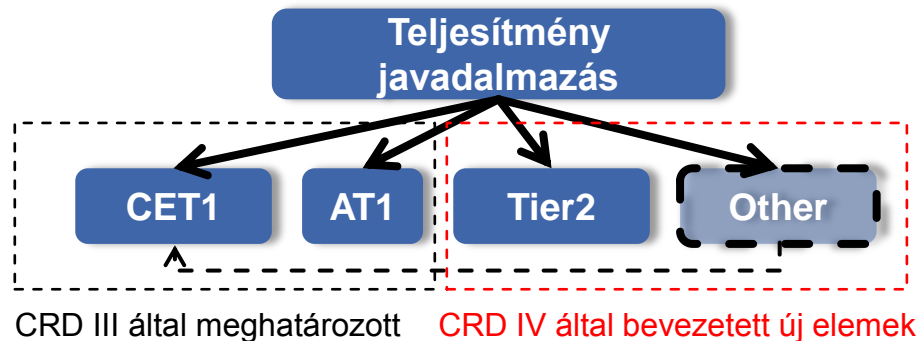 Teljesítmény
javadalmazás
CET1
AT1
Tier2
Other
CRD III által meghatározott
CRD IV által bevezetett új elemek